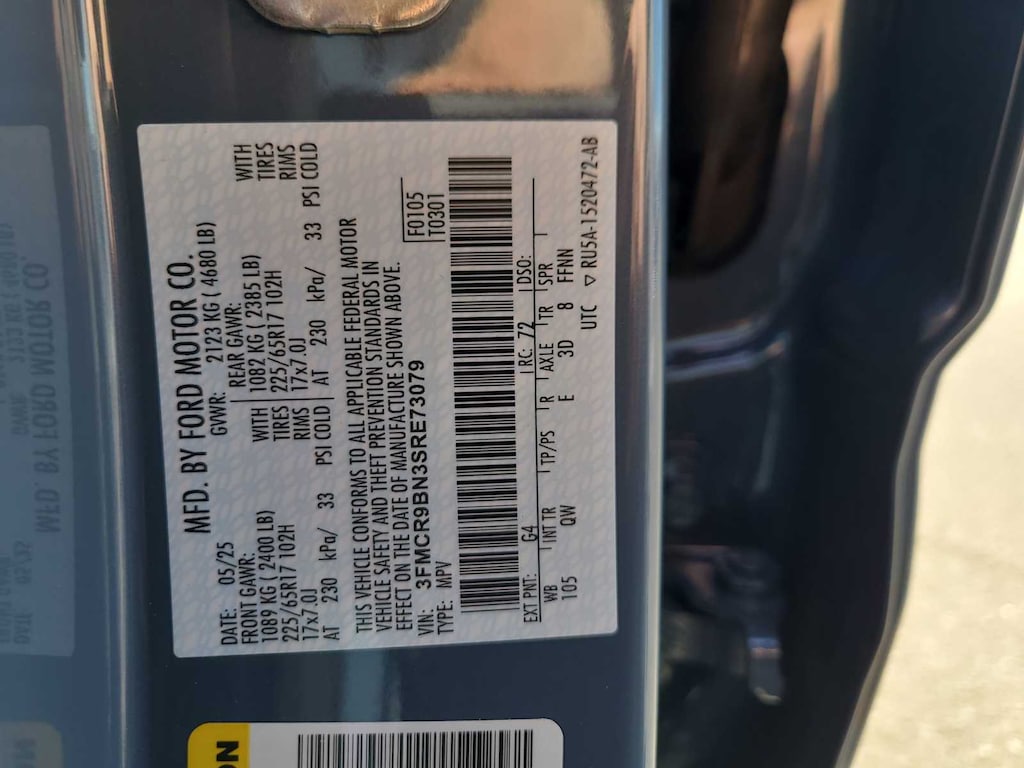 MFD. BY FORD MOTOR CO.
DATE: 05/25 GVWR: 2123 KG ( 4680 LB)
FRONT GAWR: REAR GAWR:
1089 KG ( 2400 LB) WITH 1082 KG ( 2385 LB) WITH
225/65R17 102H TIRES 225/65R17 102H TIRES
17x7.0J RIMS 17x7.0J RIMS
AT 230 kPa/ 33 PSI COLD AT 230 kPa/ 33 PSI COLD
THIS VEHICLE CONFORMS TO ALL APPLICABLE FEDERAL MOTOR
VEHICLE SAFETY AND THEFT PREVENTION STANDARDS IN
EFFECT ON THE DATE OF MANUFACTURE SHOWN ABOVE.
VIN: 3FMCR9BN3SRE73079 F0105
TYPE: MPV T0301
EXT PNT: G4 RC: 72 DSO:
WB INT TR TP/PS R AXLE TR SPR
105 QW E 3D 8 FFNN
UTC ▽ RU5A-1520472-AB